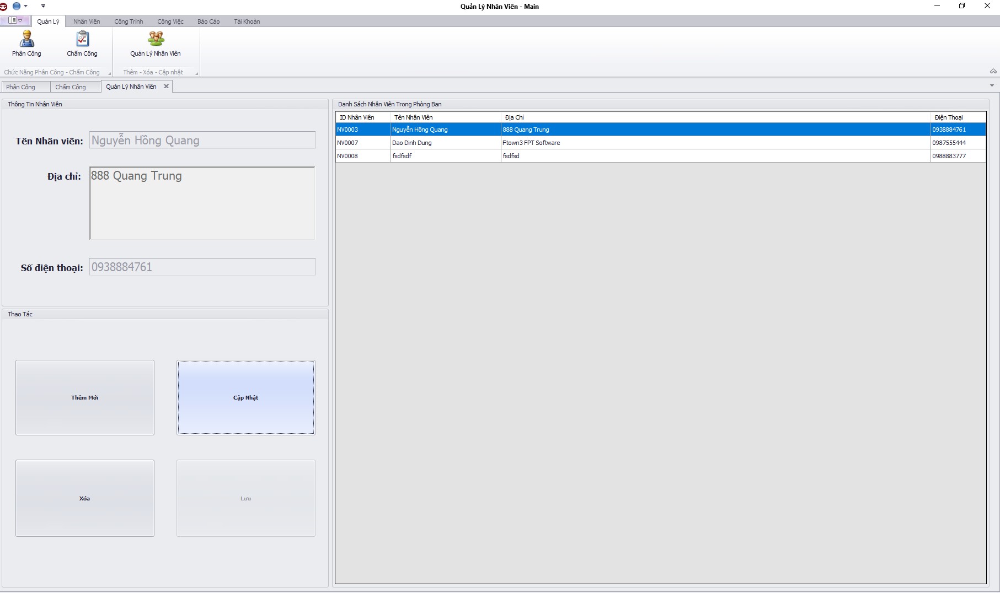 Quản Lý Nhân Viên - Main
Quản Lý Nhân Viên Công Trình Công Việc Báo Cáo Tài Khoản
Phân Công Chấm Công Quản Lý Nhân Viên
Chức Năng Phân Công - Chấm Công Thêm - Xóa - Cập nhật
Phân Công Chấm Công Quản Lý Nhân Viên
Thông Tin Nhân Viên
Tên Nhân viên: Nguyễn Hồng Quang
Địa chỉ: 888 Quang Trung
Số điện thoại: 0938884761
Thao Tác
Thêm Mới Cập Nhật
Xóa Lưu
Danh Sách Nhân Viên Trong Phòng Ban
ID Nhân Viên Tên Nhân Viên Địa Chỉ Điện Thoại
NV0003 Nguyễn Hồng Quang 888 Quang Trung 0938884761
NV0007 Dao Dinh Dung Ftown3 FPT Software 0987555444
NV0008 fsdfsdf fsdfsd 0988883777